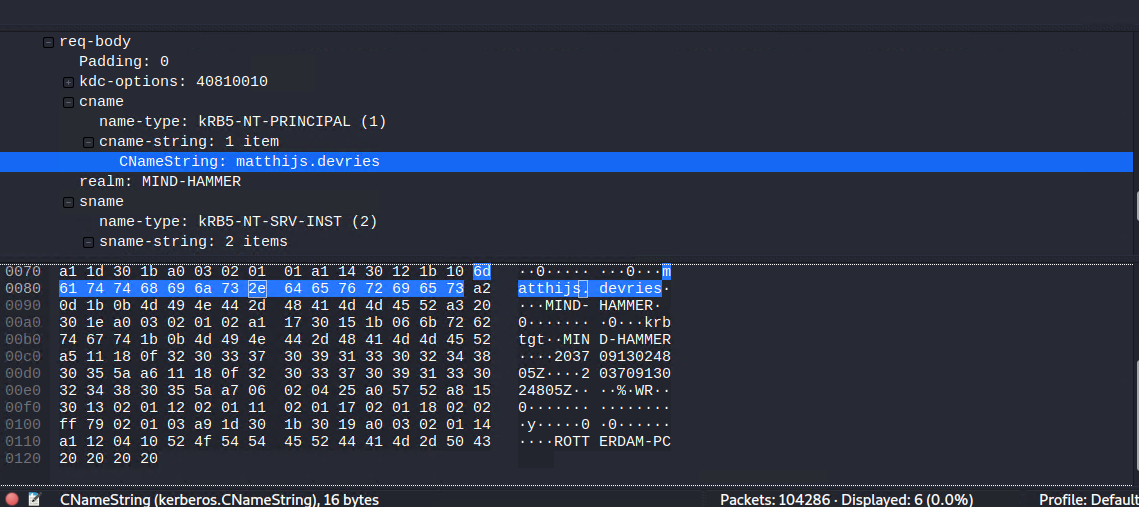 req-body
Padding: 0
kdc-options: 40810010
cname
name-type: kRB5-NT-PRINCIPAL (1)
cname-string: 1 item
CNameString: matthijs.devries
realm: MIND-HAMMER
sname
name-type: kRB5-NT-SRV-INST (2)
sname-string: 2 items
0070 a1 1d 30 1b a0 03 02 01 01 a1 14 30 12 1b 10 6d ··0····· ···0···m
0080 61 74 74 68 69 6a 73 2e 64 65 76 72 69 65 73 a2 atthijs. devries·
0090 0d 1b 0b 4d 49 4e 44 2d 48 41 4d 4d 45 52 a3 20 ···MIND- HAMMER·
00a0 30 1e a0 03 02 01 02 a1 17 30 15 1b 06 6b 72 62 0······· ·0···krb
00b0 74 67 74 1b 0b 4d 49 4e 44 2d 48 41 4d 4d 45 52 tgt··MIN D-HAMMER
00c0 a5 11 18 0f 32 30 33 37 30 39 31 33 30 32 34 38 ····2037 09130248
00d0 30 35 5a a6 11 18 0f 32 30 33 37 30 39 31 33 30 05Z····2 03709130
00e0 32 34 38 30 35 5a a7 06 02 04 25 a0 57 52 a8 15 24805Z·· ··%·WR··
00f0 30 13 02 01 12 02 01 11 02 01 17 02 01 18 02 02 0······· ········
0100 ff 79 02 01 03 a9 1d 30 1b 30 19 a0 03 02 01 14 ·y·····0 ·0······
0110 a1 12 04 10 52 4f 54 54 45 52 44 41 4d 2d 50 43 ····ROTT ERDAM-PC
0120 20 20 20 20
CNameString (kerberos.CNameString), 16 bytes Packets: 104286 · Displayed: 6 (0.0%) Profile: Default